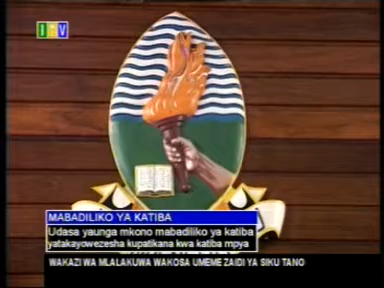 ITV
MABADILIKO YA KATIBA
Udasa yaunga mkono mabadiliko ya katiba
yatakayowezesha kupatikana kwa katiba mpya
WAKAZI WA MLALAKUWA WAKOSA UMEME ZAIDI YA SIKU TANO